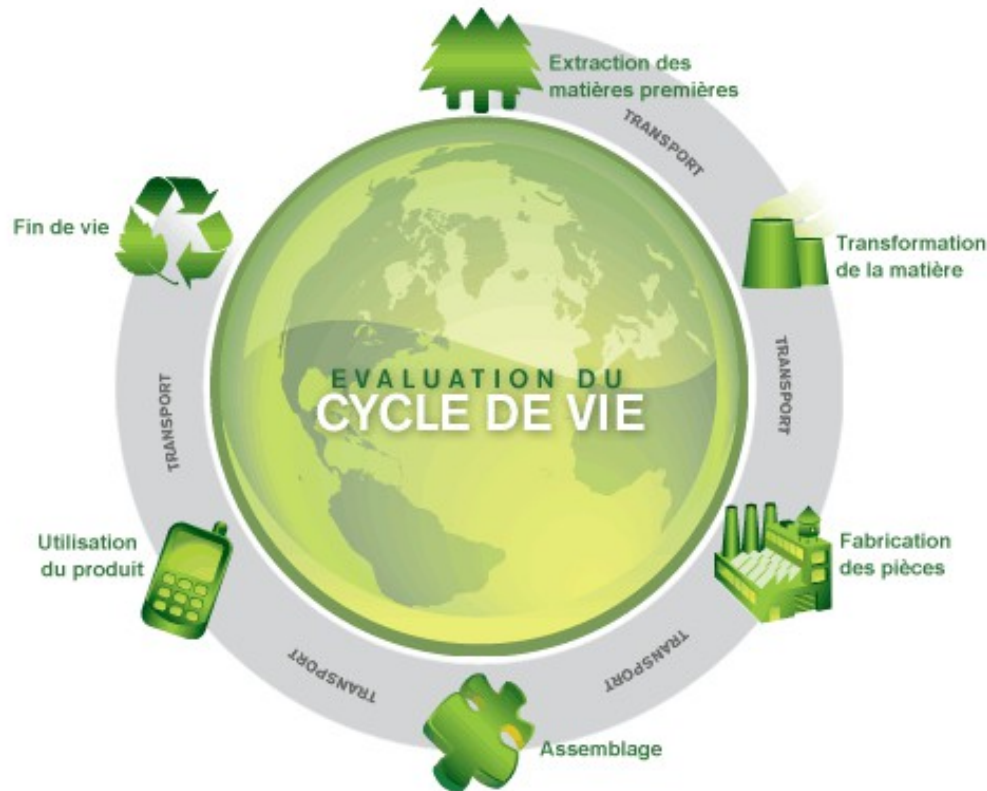 Extraction des
matières premières
TRANSPORT
Transformation
de la matière
TRANSPORT
Fabrication
des pièces
TRANSPORT
Assemblage
TRANSPORT
Utilisation
du produit
TRANSPORT
Fin de vie
EVALUATION DU
CYCLE DE VIE